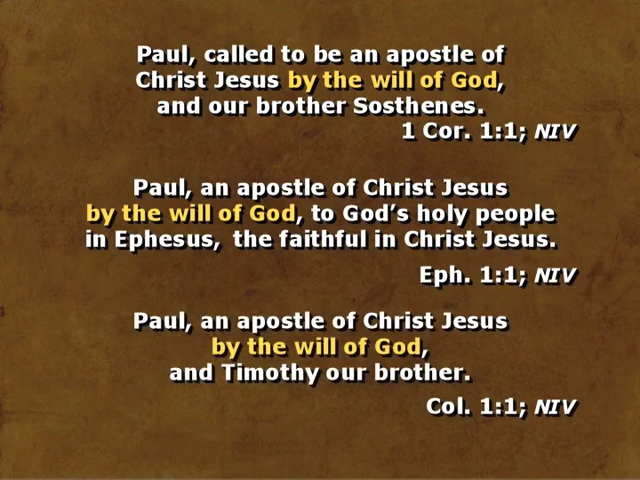 Paul, called to be an apostle of
Christ Jesus by the will of God,
and our brother Sosthenes.
1 Cor. 1:1; NIV
Paul, an apostle of Christ Jesus
by the will of God, to God’s holy people
in Ephesus,  the faithful in Christ Jesus.
Eph. 1:1; NIV
Paul, an apostle of Christ Jesus
by the will of God,
and Timothy our brother.
Col. 1:1; NIV